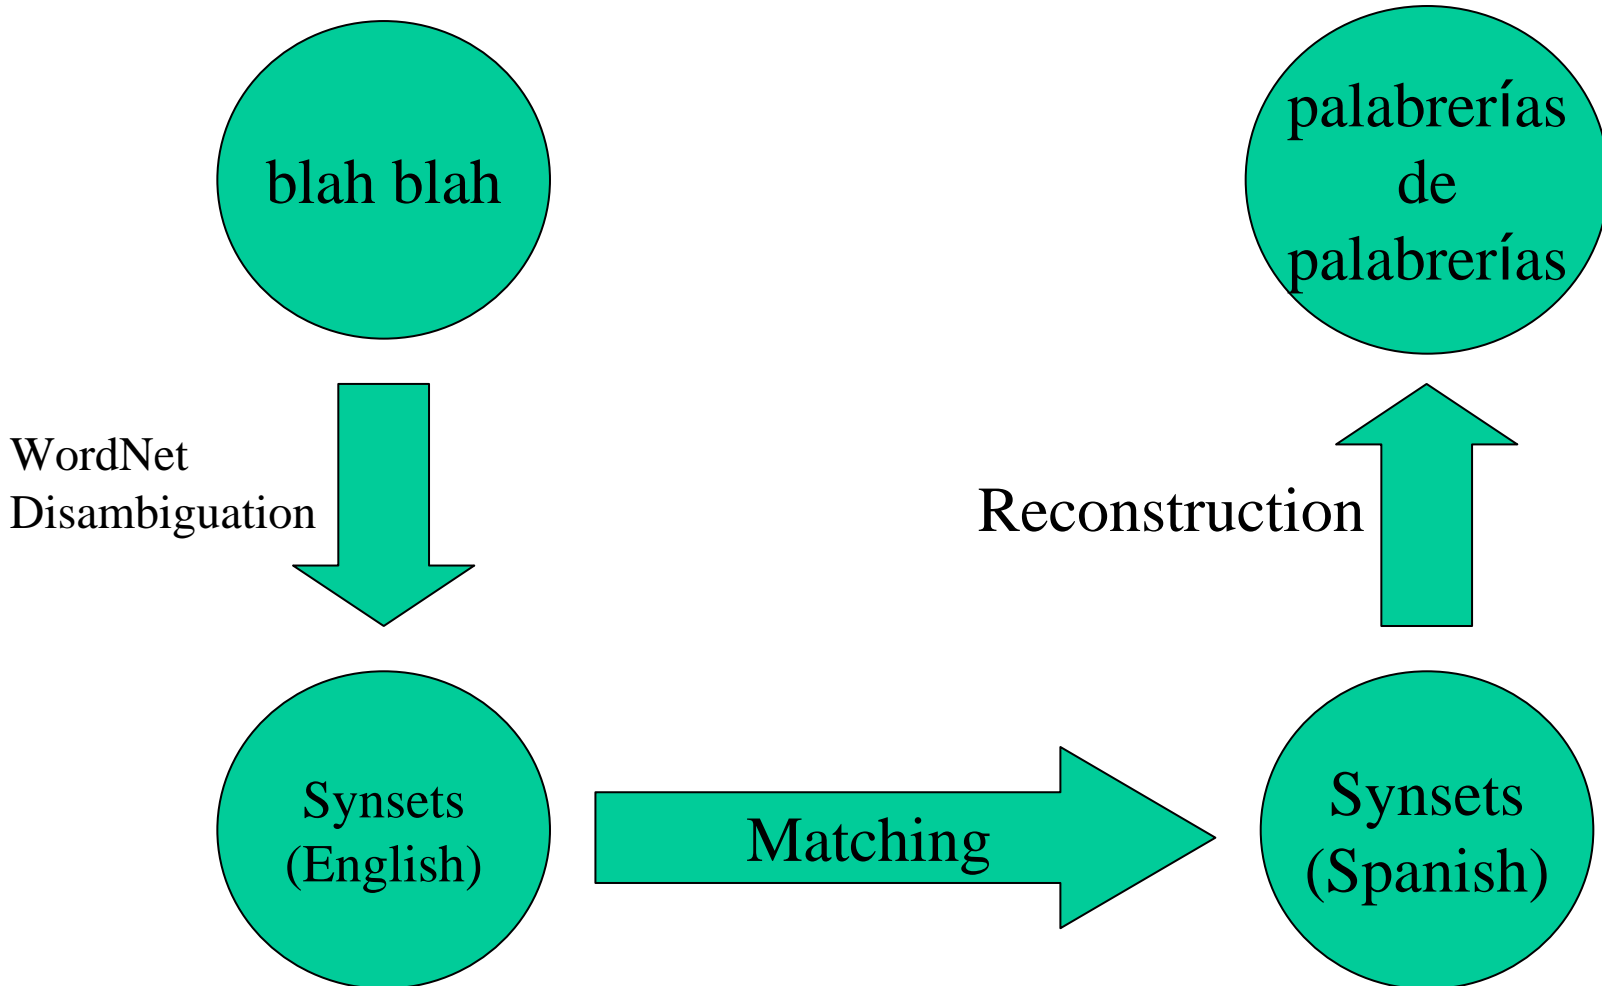 blah blah
palabrerías
de
palabrerías
WordNet
Disambiguation
Reconstruction
Synsets
(English)
Matching
Synsets
(Spanish)